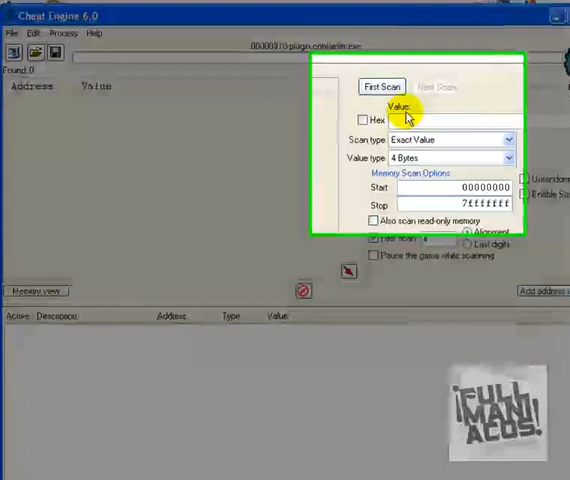 Cheat Engine 6.0
File Edit Process Help
Found:0
Address Value
First Scan Next Scan
Value:
Hex
Scan type Exact Value
Value type 4 Bytes
Memory Scan Options
Start 00000000
Stop 7fffffff
Also scan read-only memory
Unrandom
Enable
Fast scan 4 Alignment
Last digits
Pause the game while scanning
Memory view
Add address
Active Description Address Type Value
¡FULL
MANI
ACOS!